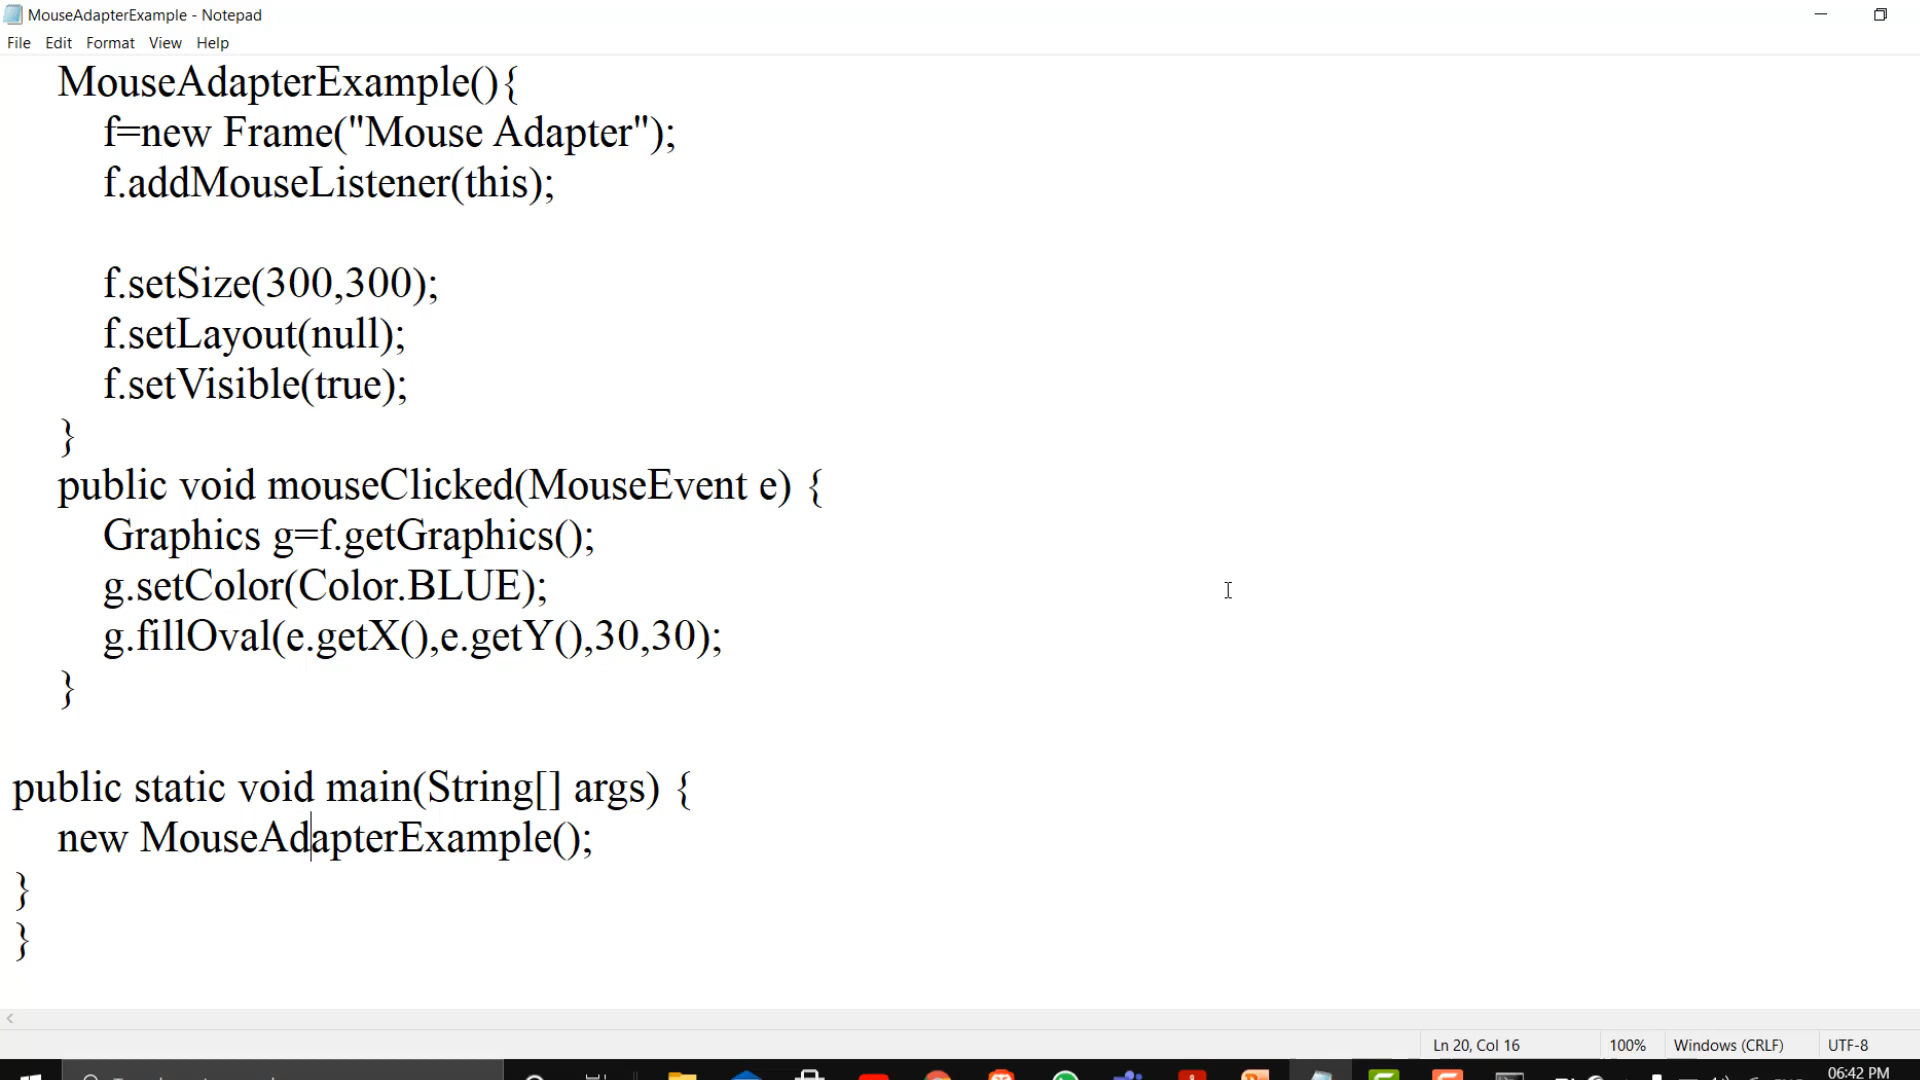 MouseAdapterExample - Notepad
File Edit Format View Help
MouseAdapterExample(){
f=new Frame("Mouse Adapter");
f.addMouseListener(this);
f.setSize(300,300);
f.setLayout(null);
f.setVisible(true);
}
public void mouseClicked(MouseEvent e) {
Graphics g=f.getGraphics();
g.setColor(Color.BLUE);
g.fillOval(e.getX(),e.getY(),30,30);
}
public static void main(String[] args) {
new MouseAdapterExample();
}
}
Ln 20, Col 16 100% Windows (CRLF) UTF-8
06:42 PM